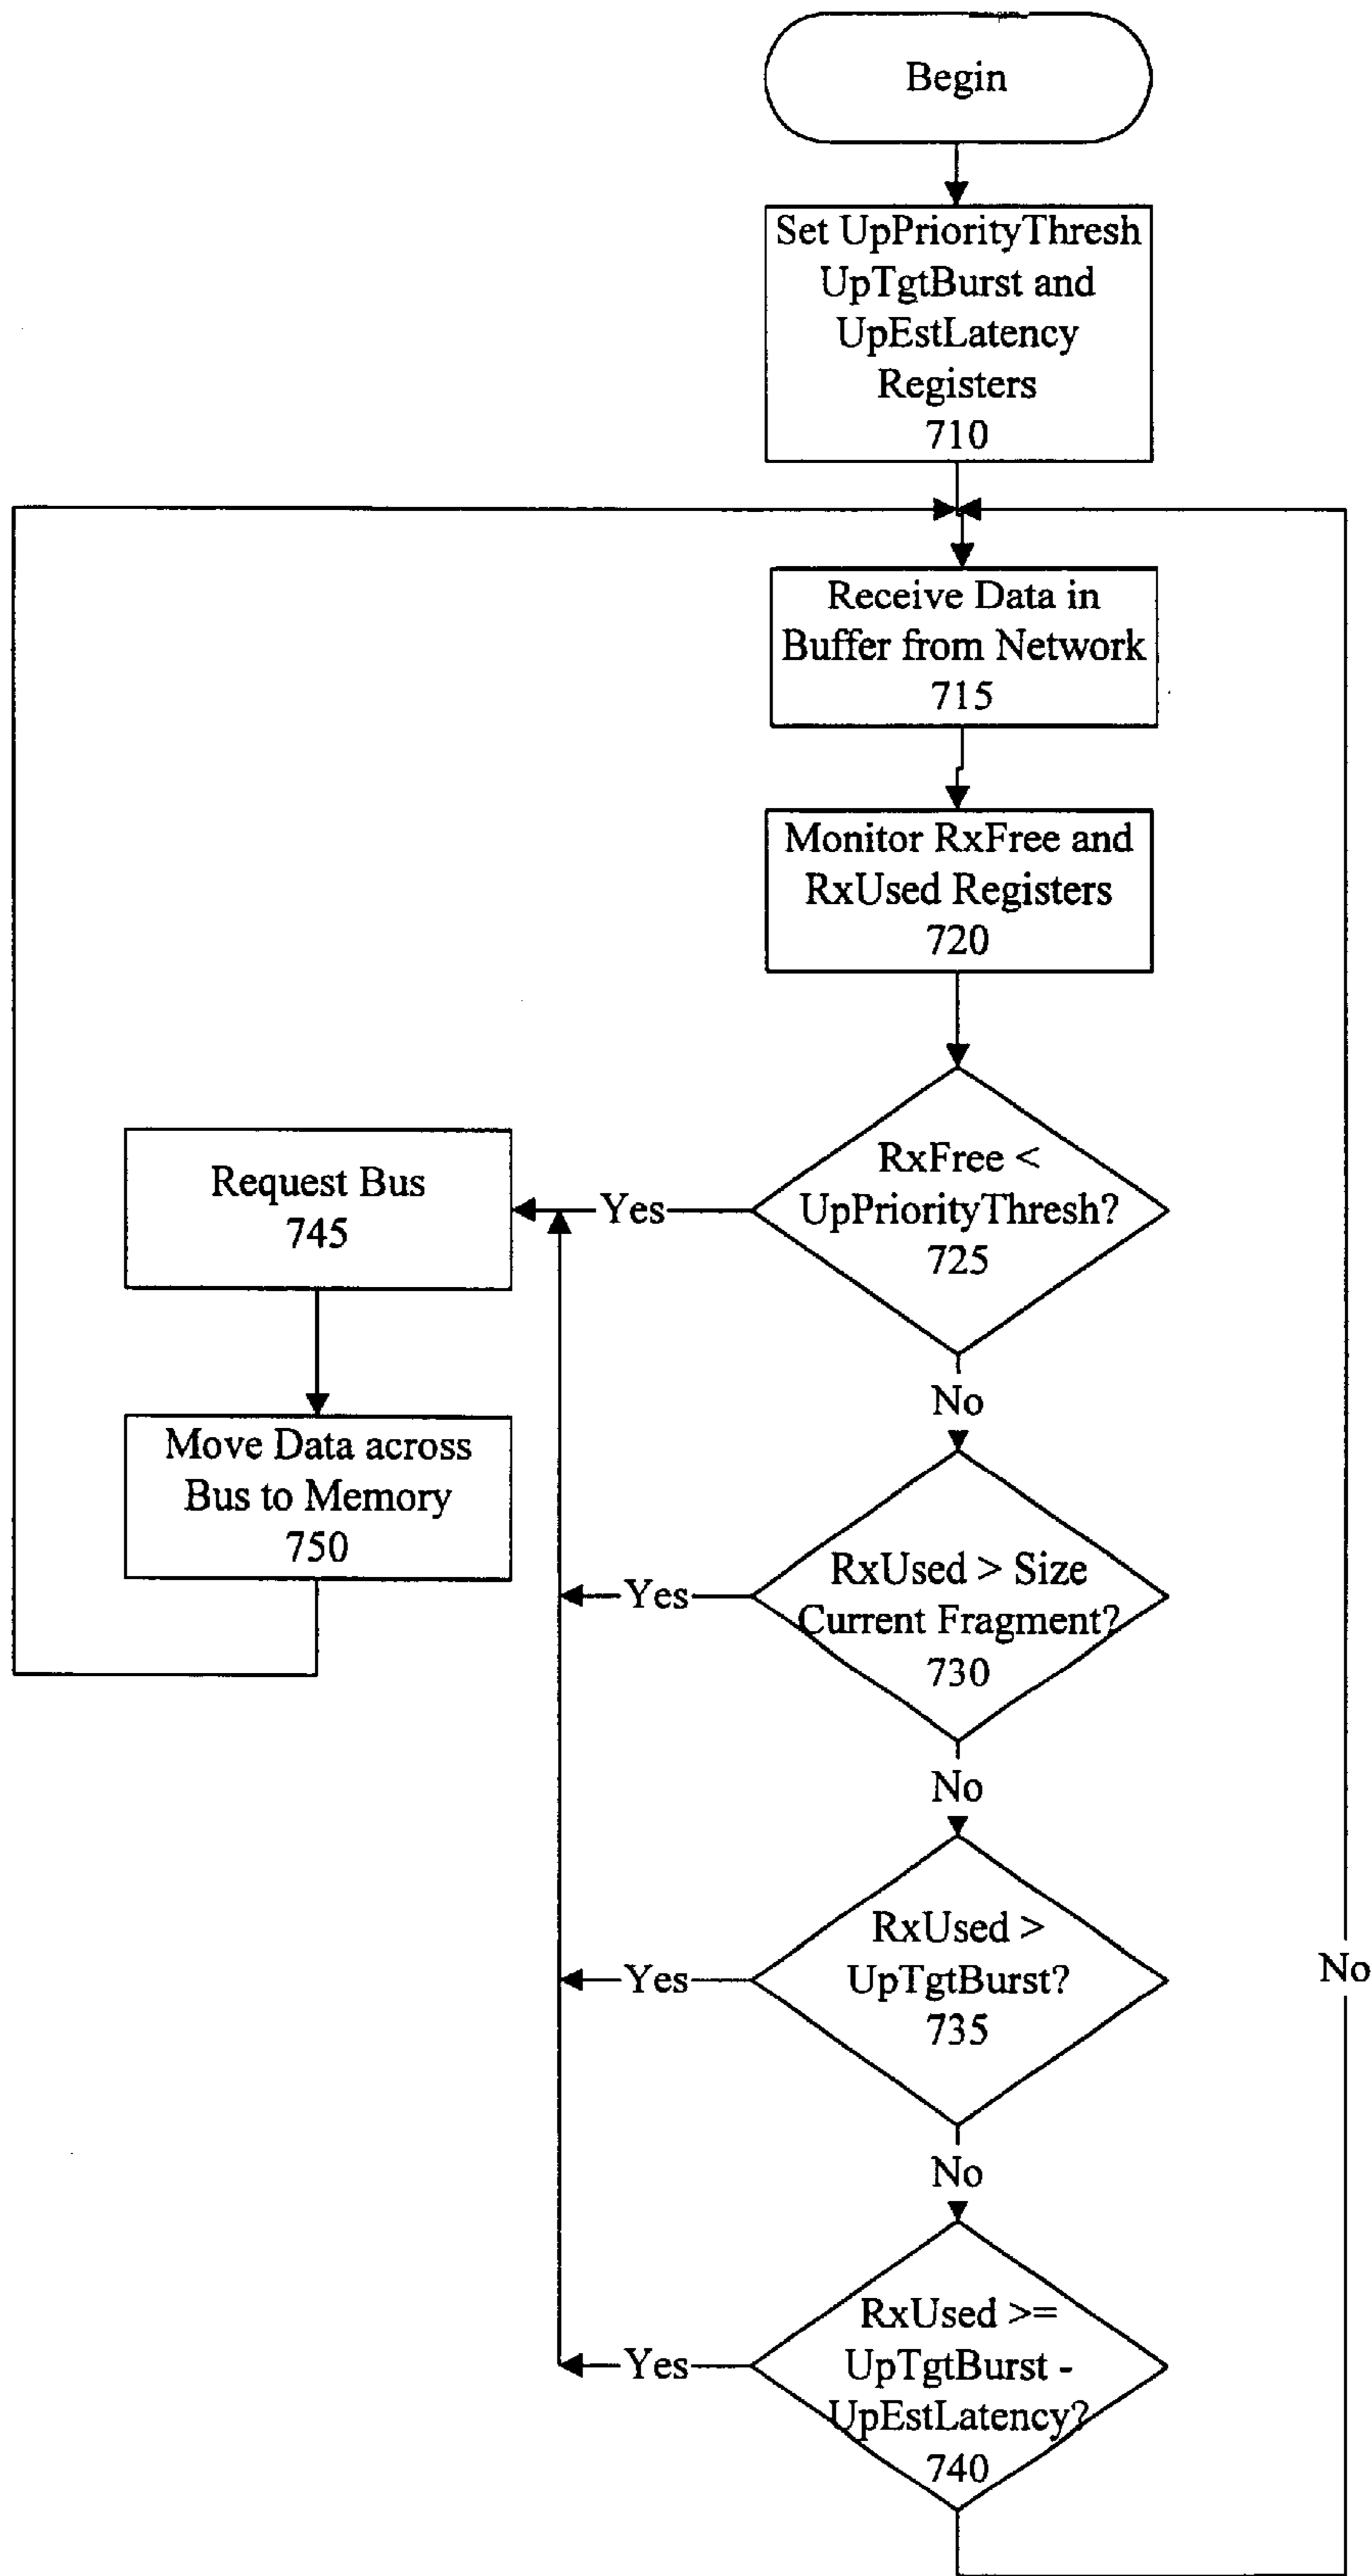 Begin
Set UpPriorityThresh
UpTgtBurst and
UpEstLatency
Registers
710
Receive Data in
Buffer from Network
715
Monitor RxFree and
RxUsed Registers
720
RxFree <
UpPriorityThresh?
725
Yes
Request Bus
745
Move Data across
Bus to Memory
750
No
RxUsed > Size
Current Fragment?
730
Yes
No
RxUsed >
UpTgtBurst?
735
Yes
No
No
RxUsed >=
UpTgtBurst -
UpEstLatency?
740
Yes